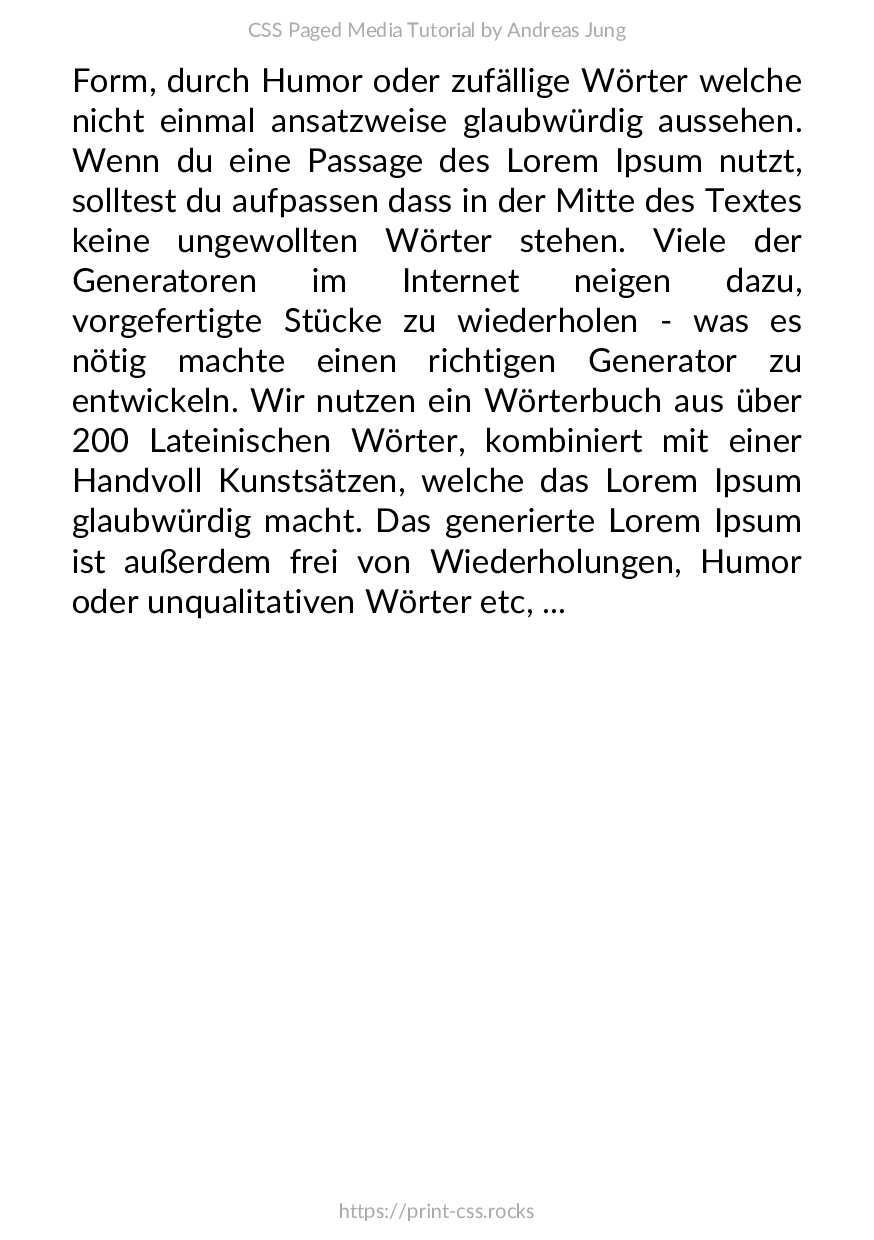 CSS Paged Media Tutorial by Andreas Jung
Form, durch Humor oder zufällige Wörter welche
nicht einmal ansatzweise glaubwürdig aussehen.
Wenn du eine Passage des Lorem Ipsum nutzt,
solltest du aufpassen dass in der Mitte des Textes
keine ungewollten Wörter stehen. Viele der
Generatoren im Internet neigen dazu,
vorgefertigte Stücke zu wiederholen - was es
nötig machte einen richtigen Generator zu
entwickeln. Wir nutzen ein Wörterbuch aus über
200 Lateinischen Wörter, kombiniert mit einer
Handvoll Kunstsätzen, welche das Lorem Ipsum
glaubwürdig macht. Das generierte Lorem Ipsum
ist außerdem frei von Wiederholungen, Humor
oder unqualitativen Wörter etc, ...
https://print-css.rocks